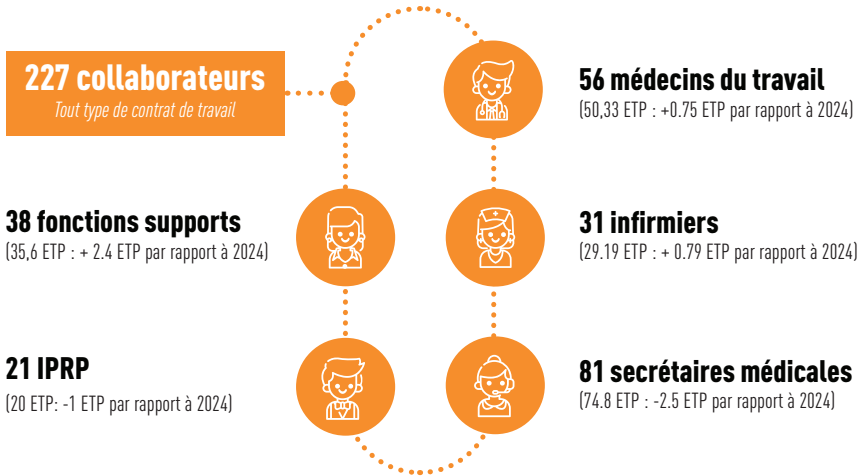 227 collaborateurs
Tout type de contrat de travail
56 médecins du travail
(50,33 ETP : +0.75 ETP par rapport à 2024)
38 fonctions supports
(35,6 ETP : + 2.4 ETP par rapport à 2024)
31 infirmiers
(29.19 ETP : + 0.79 ETP par rapport à 2024)
21 IPRP
(20 ETP: -1 ETP par rapport à 2024)
81 secrétaires médicales
(74.8 ETP : -2.5 ETP par rapport à 2024)